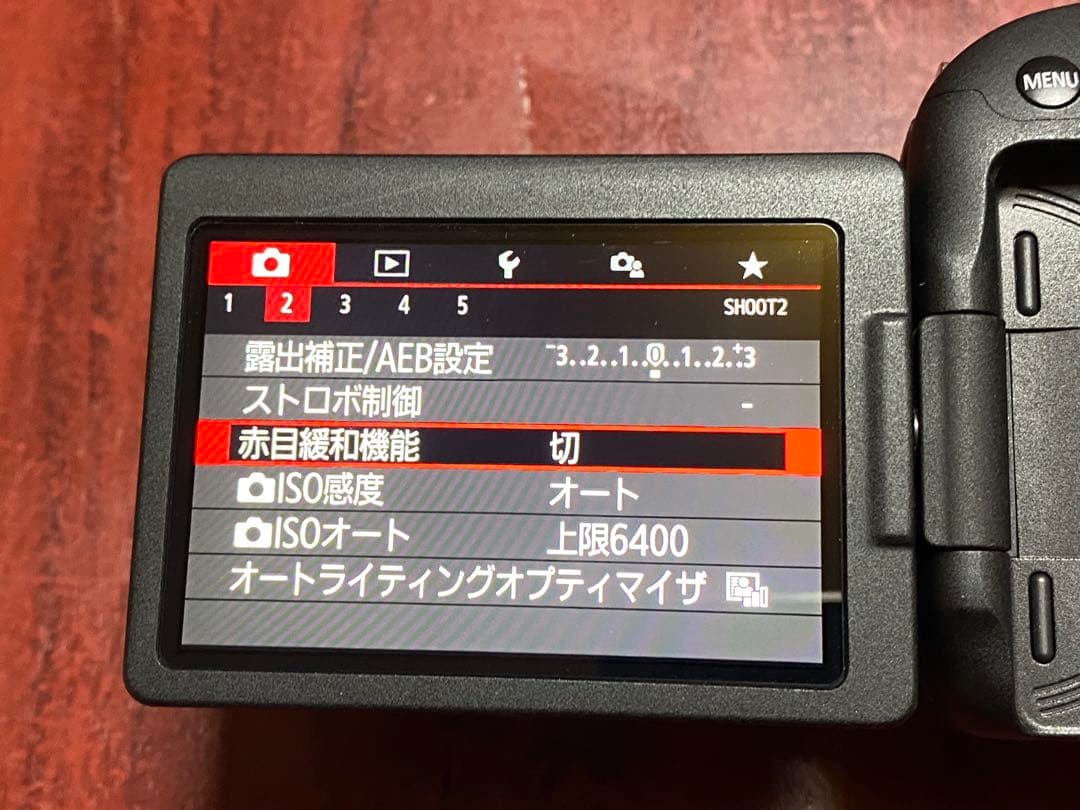 MENU
1 2 3 4 5 SHOOT2
露出補正/AEB設定 -3..2..1..0..1..2.+3
ストロボ制御 -
赤目緩和機能 切
ISO感度 オート
ISOオート 上限6400
オートライティングオプティマイザ